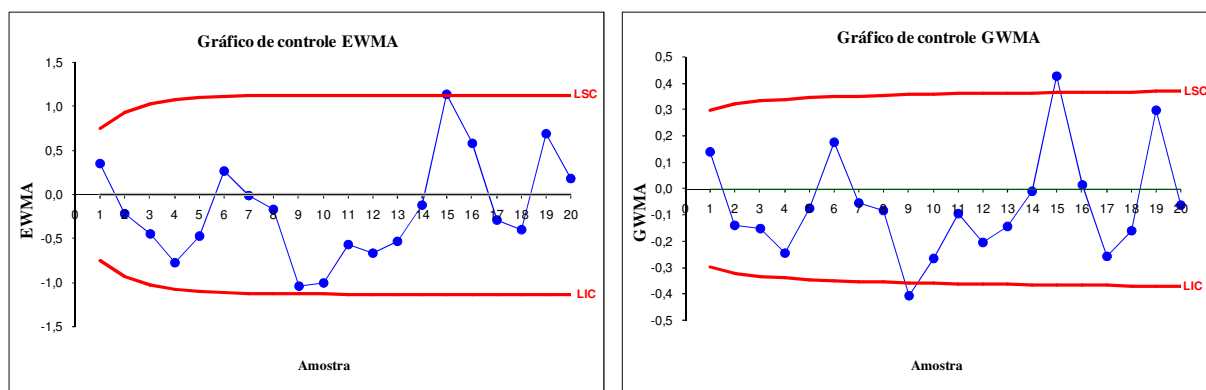 Gráfico de controle EWMA
1,5
1,0
0,5
0,0
-0,5
-1,0
-1,5
EWMA
0 1 2 3 4 5 6 7 8 9 10 11 12 13 14 15 16 17 18 19 20
LSC
LIC
Amostra
Gráfico de controle GWMA
0,5
0,4
0,3
0,2
0,1
0,0
-0,1
-0,2
-0,3
-0,4
-0,5
GWMA
0 1 2 3 4 5 6 7 8 9 10 11 12 13 14 15 16 17 18 19 20
LSC
LIC
Amostra